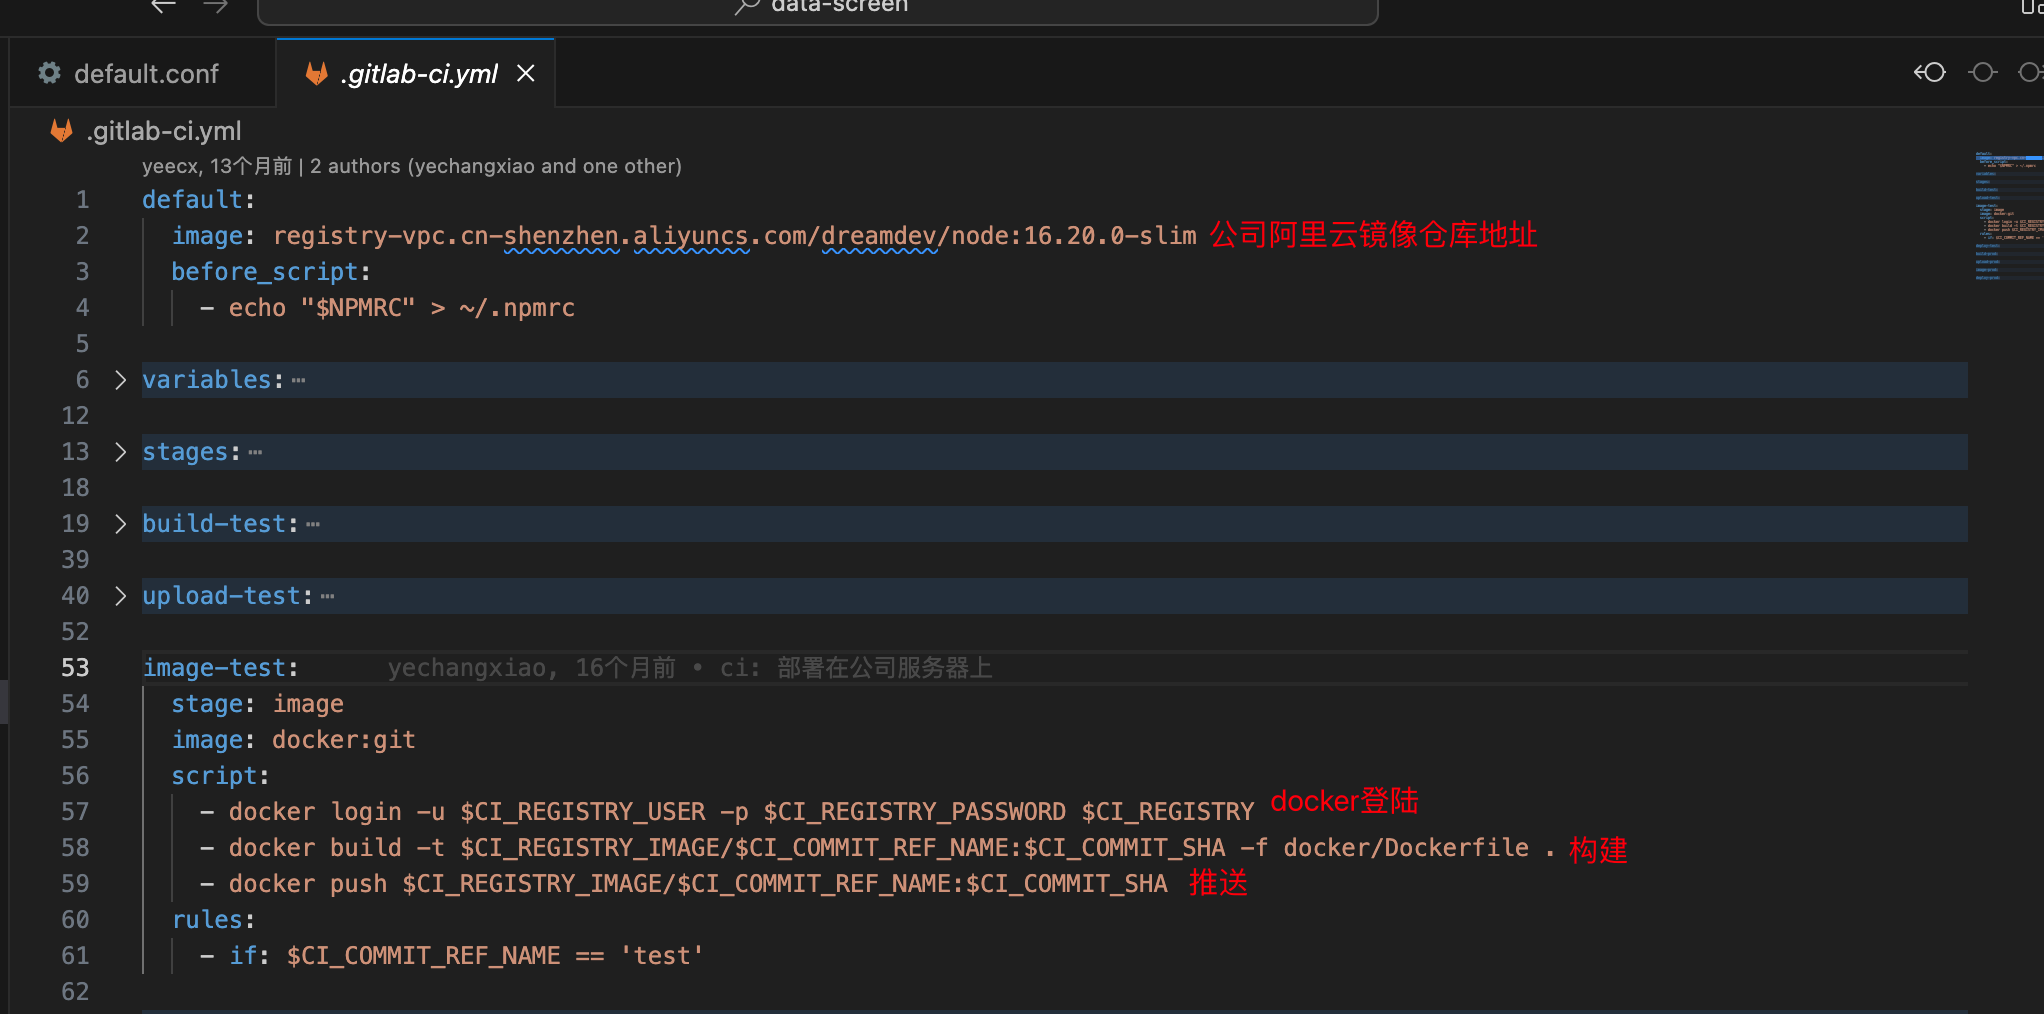 data-screen
default.conf
.gitlab-ci.yml
.gitlab-ci.yml
yeecx, 13个月前 | 2 authors (yechangxiao and one other)
1 default:
2 image: registry-vpc.cn-shenzhen.aliyuncs.com/dreamdev/node:16.20.0-slim 公司阿里云镜像仓库地址
3 before_script:
4 - echo "$NPMRC" > ~/.npmrc
5
6 variables: ⋯
12
13 stages: ⋯
18
19 build-test: ⋯
39
40 upload-test: ⋯
52
53 image-test: yechangxiao, 16个月前 • ci: 部署在公司服务器上
54 stage: image
55 image: docker:git
56 script:
57 - docker login -u $CI_REGISTRY_USER -p $CI_REGISTRY_PASSWORD $CI_REGISTRY docker登陆
58 - docker build -t $CI_REGISTRY_IMAGE/$CI_COMMIT_REF_NAME:$CI_COMMIT_SHA -f docker/Dockerfile . 构建
59 - docker push $CI_REGISTRY_IMAGE/$CI_COMMIT_REF_NAME:$CI_COMMIT_SHA 推送
60 rules:
61 - if: $CI_COMMIT_REF_NAME == 'test'
62